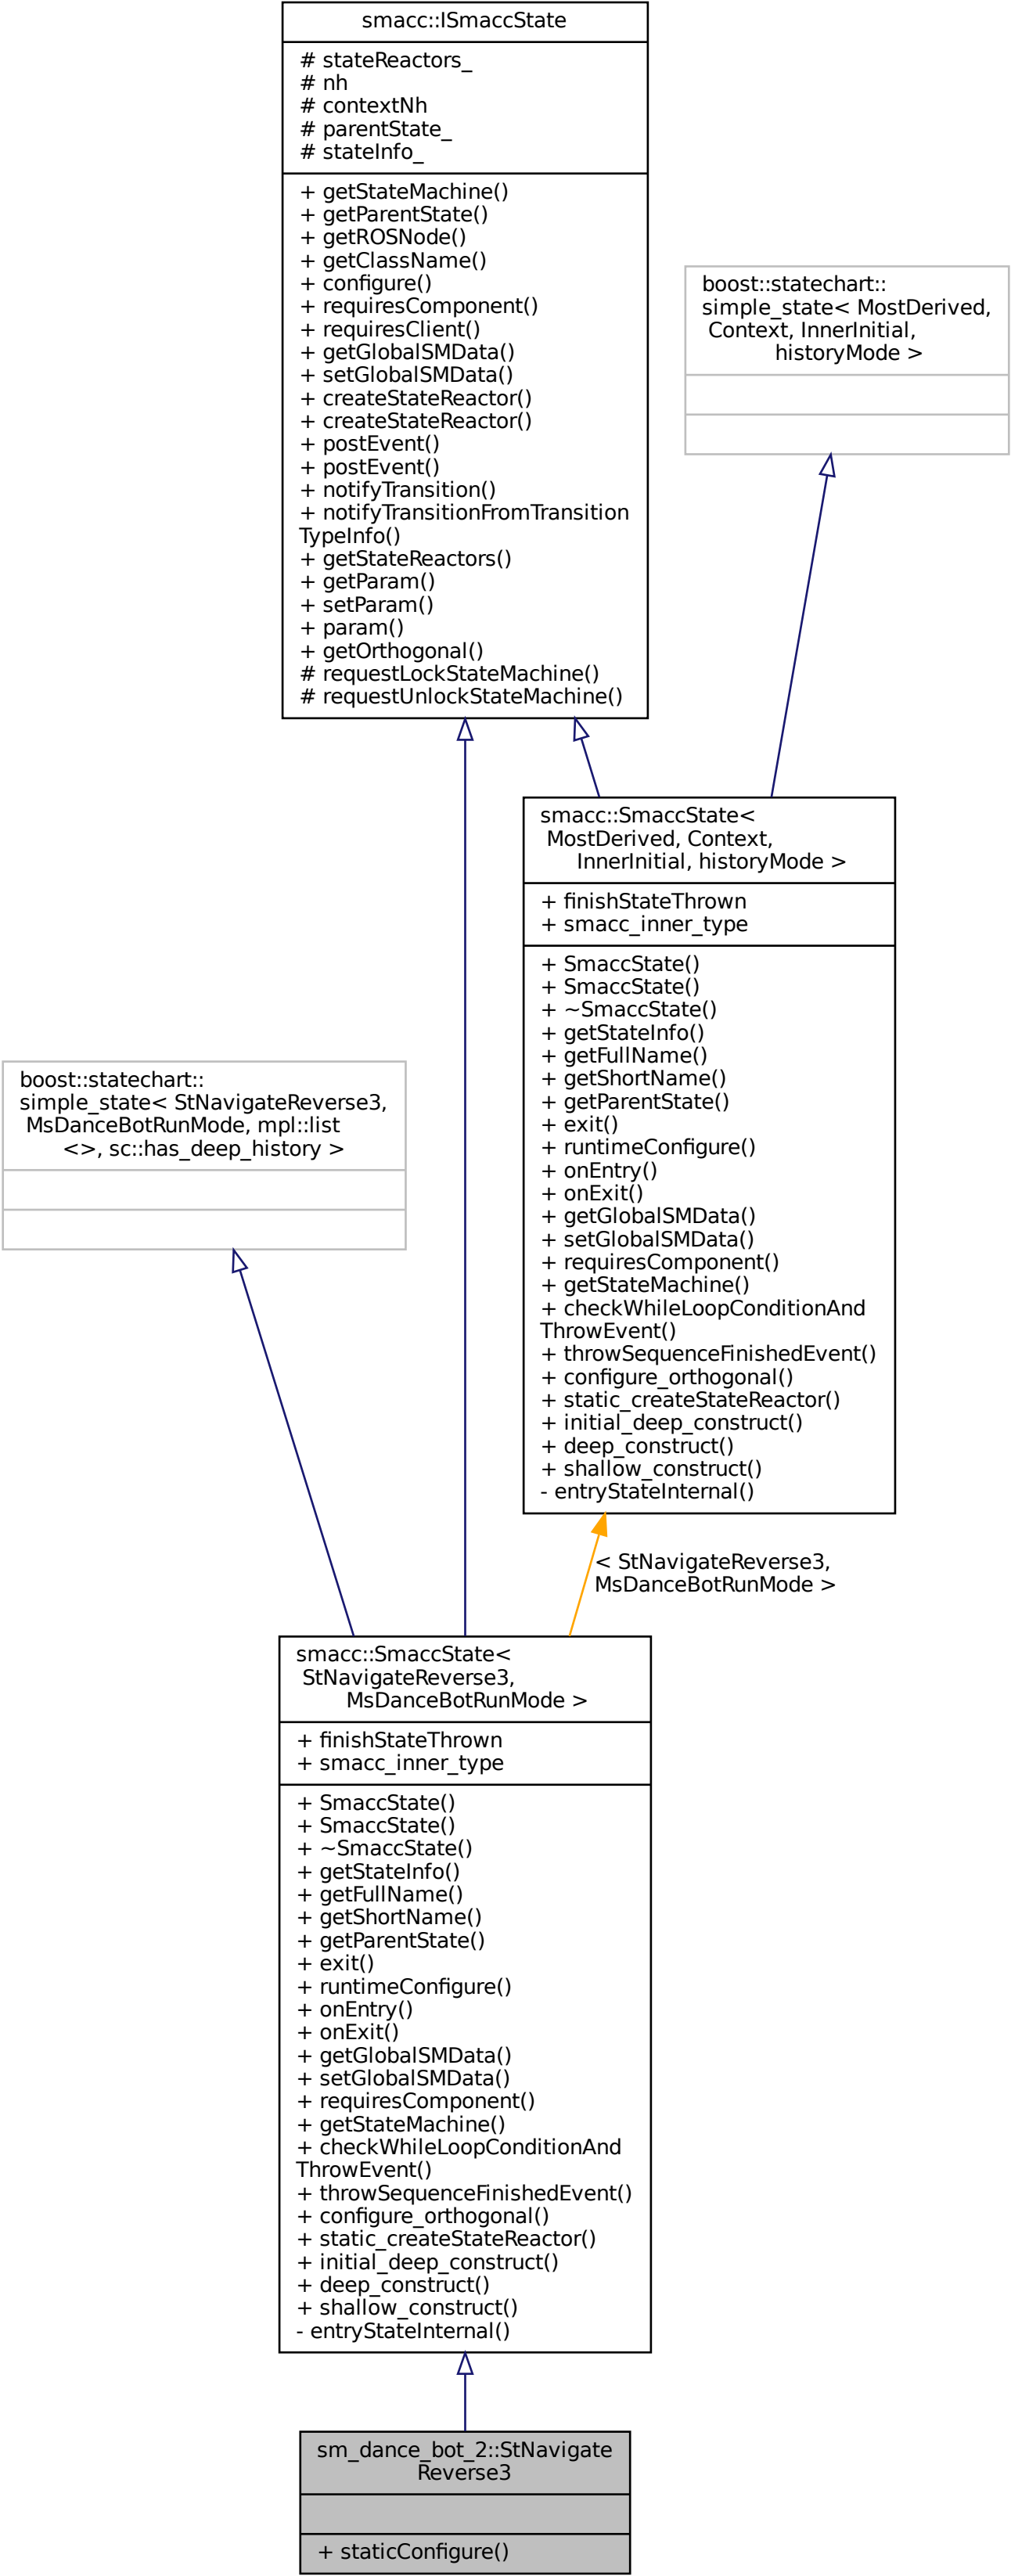 smacc::ISmaccState
# stateReactors_
# nh
# contextNh
# parentState_
# stateInfo_
+ getStateMachine()
+ getParentState()
+ getROSNode()
+ getClassName()
+ configure()
+ requiresComponent()
+ requiresClient()
+ getGlobalSMData()
+ setGlobalSMData()
+ createStateReactor()
+ createStateReactor()
+ postEvent()
+ postEvent()
+ notifyTransition()
+ notifyTransitionFromTransition
TypeInfo()
+ getStateReactors()
+ getParam()
+ setParam()
+ param()
+ getOrthogonal()
# requestLockStateMachine()
# requestUnlockStateMachine()
boost::statechart::
simple_state< MostDerived,
Context, InnerInitial,
historyMode >
smacc::SmaccState<
MostDerived, Context,
InnerInitial, historyMode >
+ finishStateThrown
+ smacc_inner_type
+ SmaccState()
+ SmaccState()
+ ~SmaccState()
+ getStateInfo()
+ getFullName()
+ getShortName()
+ getParentState()
+ exit()
+ runtimeConfigure()
+ onEntry()
+ onExit()
+ getGlobalSMData()
+ setGlobalSMData()
+ requiresComponent()
+ getStateMachine()
+ checkWhileLoopConditionAnd
ThrowEvent()
+ throwSequenceFinishedEvent()
+ configure_orthogonal()
+ static_createStateReactor()
+ initial_deep_construct()
+ deep_construct()
+ shallow_construct()
- entryStateInternal()
boost::statechart::
simple_state< StNavigateReverse3,
MsDanceBotRunMode, mpl::list
<>, sc::has_deep_history >
< StNavigateReverse3,
MsDanceBotRunMode >
smacc::SmaccState<
StNavigateReverse3,
MsDanceBotRunMode >
+ finishStateThrown
+ smacc_inner_type
+ SmaccState()
+ SmaccState()
+ ~SmaccState()
+ getStateInfo()
+ getFullName()
+ getShortName()
+ getParentState()
+ exit()
+ runtimeConfigure()
+ onEntry()
+ onExit()
+ getGlobalSMData()
+ setGlobalSMData()
+ requiresComponent()
+ getStateMachine()
+ checkWhileLoopConditionAnd
ThrowEvent()
+ throwSequenceFinishedEvent()
+ configure_orthogonal()
+ static_createStateReactor()
+ initial_deep_construct()
+ deep_construct()
+ shallow_construct()
- entryStateInternal()
sm_dance_bot_2::StNavigate
Reverse3
+ staticConfigure()